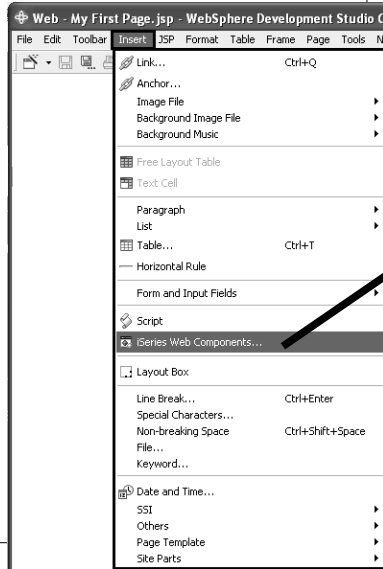 Web - My First Page.jsp - WebSphere Development Studio
File Edit Toolbar Insert JSP Format Table Frame Page Tools
Link... Ctrl+Q
Anchor...
Image File
Background Image File
Background Music
Free Layout Table
Text Cell
Paragraph
List
Table... Ctrl+T
Horizontal Rule
Form and Input Fields
Script
iSeries Web Components...
Layout Box
Line Break... Ctrl+Enter
Special Characters...
Non-breaking Space Ctrl+Shift+Space
File...
Keyword...
Date and Time...
SSI
Others
Page Template
Site Parts